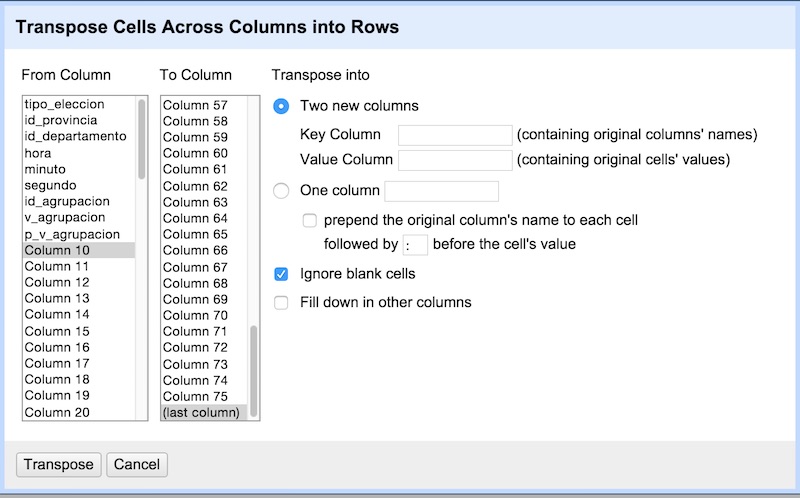 Transpose Cells Across Columns into Rows
From Column
tipo_eleccion
id_provincia
id_departamento
hora
minuto
segundo
id_agrupacion
v_agrupacion
p_v_agrupacion
Column 10
Column 11
Column 12
Column 13
Column 14
Column 15
Column 16
Column 17
Column 18
Column 19
Column 20
To Column
Column 57
Column 58
Column 59
Column 60
Column 61
Column 62
Column 63
Column 64
Column 65
Column 66
Column 67
Column 68
Column 69
Column 70
Column 71
Column 72
Column 73
Column 74
Column 75
(last column)
Transpose into
Two new columns
Key Column (containing original columns' names)
Value Column (containing original cells' values)
One column
prepend the original column's name to each cell
followed by : before the cell's value
Ignore blank cells
Fill down in other columns
Transpose Cancel